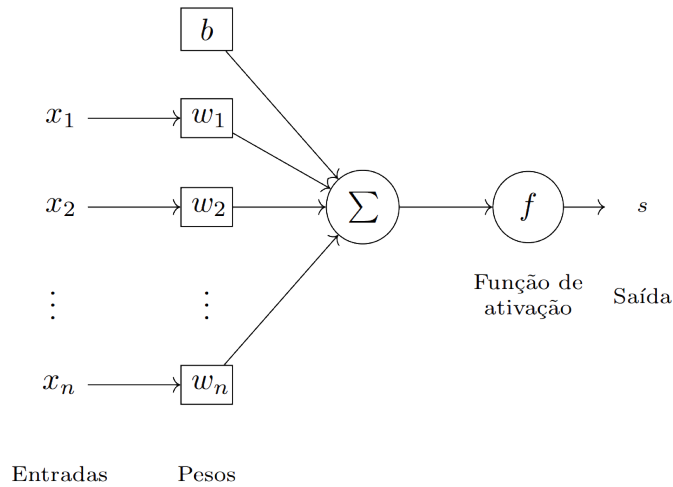 b
x₁ w₁
x₂ w₂ Σ f s
Função de
ativação
Saída
⋮ ⋮
xₙ wₙ
Entradas Pesos